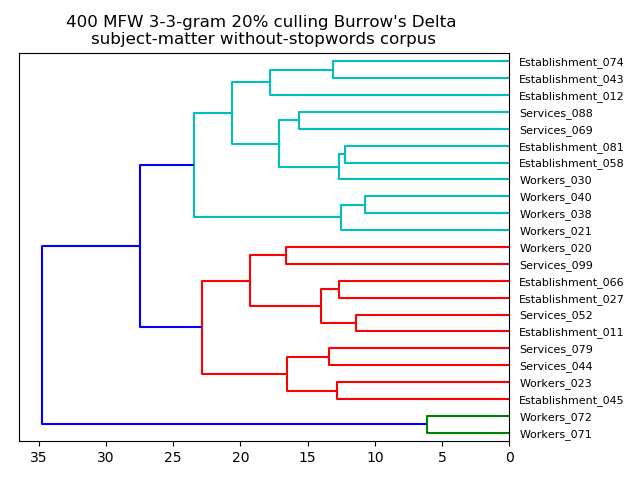 400 MFW 3-3-gram 20% culling Burrow's Delta
subject-matter without-stopwords corpus
Establishment_074
Establishment_043
Establishment_012
Services_088
Services_069
Establishment_081
Establishment_058
Workers_030
Workers_040
Workers_038
Workers_021
Workers_020
Services_099
Establishment_066
Establishment_027
Services_052
Establishment_011
Services_079
Services_044
Workers_023
Establishment_045
Workers_072
Workers_071
35 30 25 20 15 10 5 0